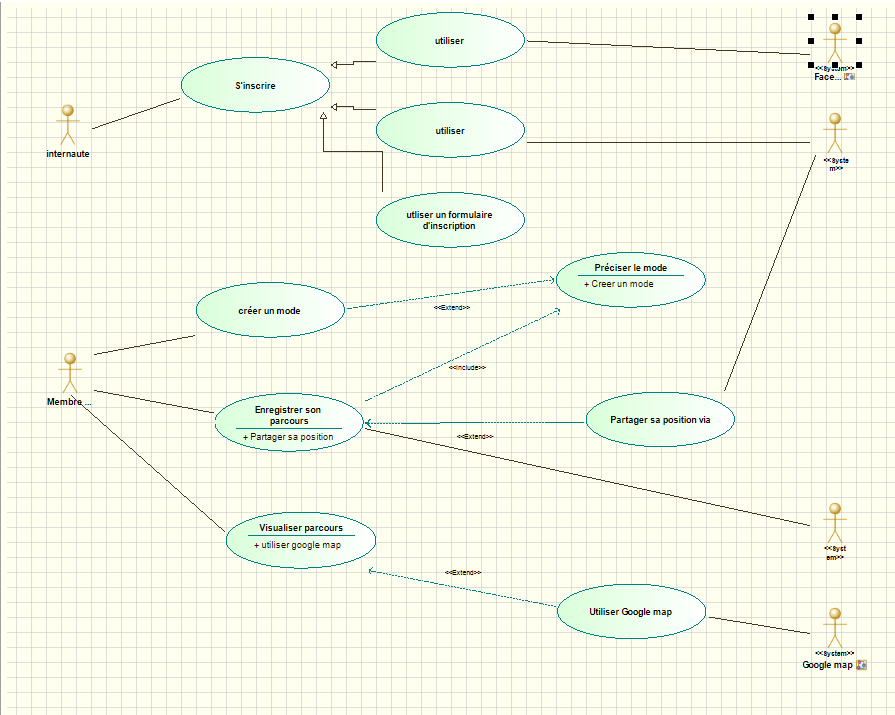 utiliser
<<System>>
Face...
S'inscrire
utiliser
internaute
<<Syste
m>>
utliser un formulaire
d'inscription
Préciser le mode
+ Creer un mode
créer un mode
<<Extend>>
<<Include>>
Membre ...
Enregistrer son
parcours
+ Partager sa position
Partager sa position via
<<Extend>>
Visualiser parcours
+ utiliser google map
<<Syst
em>>
<<Extend>>
Utiliser Google map
<<System>>
Google map